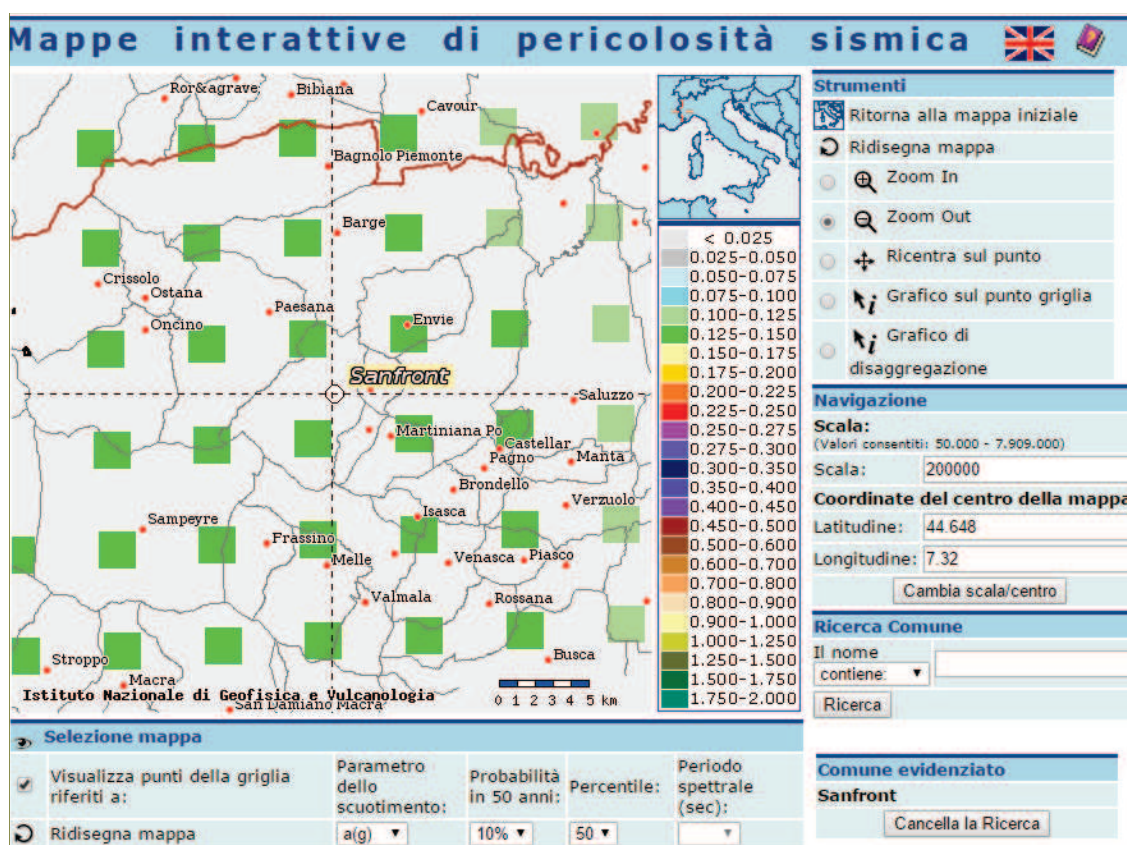 Mappe interattive di pericolosità sismica
Ror&agrave;
Bibiana
Cavour
Bagnolo Piemonte
Barge
Crissolo
Ostana
Paesana
Oncino
Envie
Sanfront
Saluzzo
Martiniana Po
Castellar
Pagno
Manta
Brondello
Verzuolo
Isasca
Sampeyre
Frassino
Melle
Venasca
Piasco
Valmala
Rossana
Stroppo
Busca
Macra
Istituto Nazionale di Geofisica e Vulcanologia
San Damiano Macra
0 1 2 3 4 5 km
< 0.025
0.025-0.050
0.050-0.075
0.075-0.100
0.100-0.125
0.125-0.150
0.150-0.175
0.175-0.200
0.200-0.225
0.225-0.250
0.250-0.275
0.275-0.300
0.300-0.350
0.350-0.400
0.400-0.450
0.450-0.500
0.500-0.600
0.600-0.700
0.700-0.800
0.800-0.900
0.900-1.000
1.000-1.250
1.250-1.500
1.500-1.750
1.750-2.000
Strumenti
Ritorna alla mappa iniziale
Ridisegna mappa
Zoom In
Zoom Out
Ricentra sul punto
Grafico sul punto griglia
Grafico di
disaggregazione
Navigazione
Scala:
(Valori consentiti: 50.000 - 7.909.000)
Scala: 200000
Coordinate del centro della mappa
Latitudine: 44.648
Longitudine: 7.32
Cambia scala/centro
Ricerca Comune
Il nome
contiene:
Ricerca
Selezione mappa
Visualizza punti della griglia
riferiti a:
Parametro
dello
scuotimento:
Probabilità
in 50 anni:
Percentile:
Periodo
spettrale
(sec):
Ridisegna mappa
a(g)
10%
50
Comune evidenziato
Sanfront
Cancella la Ricerca